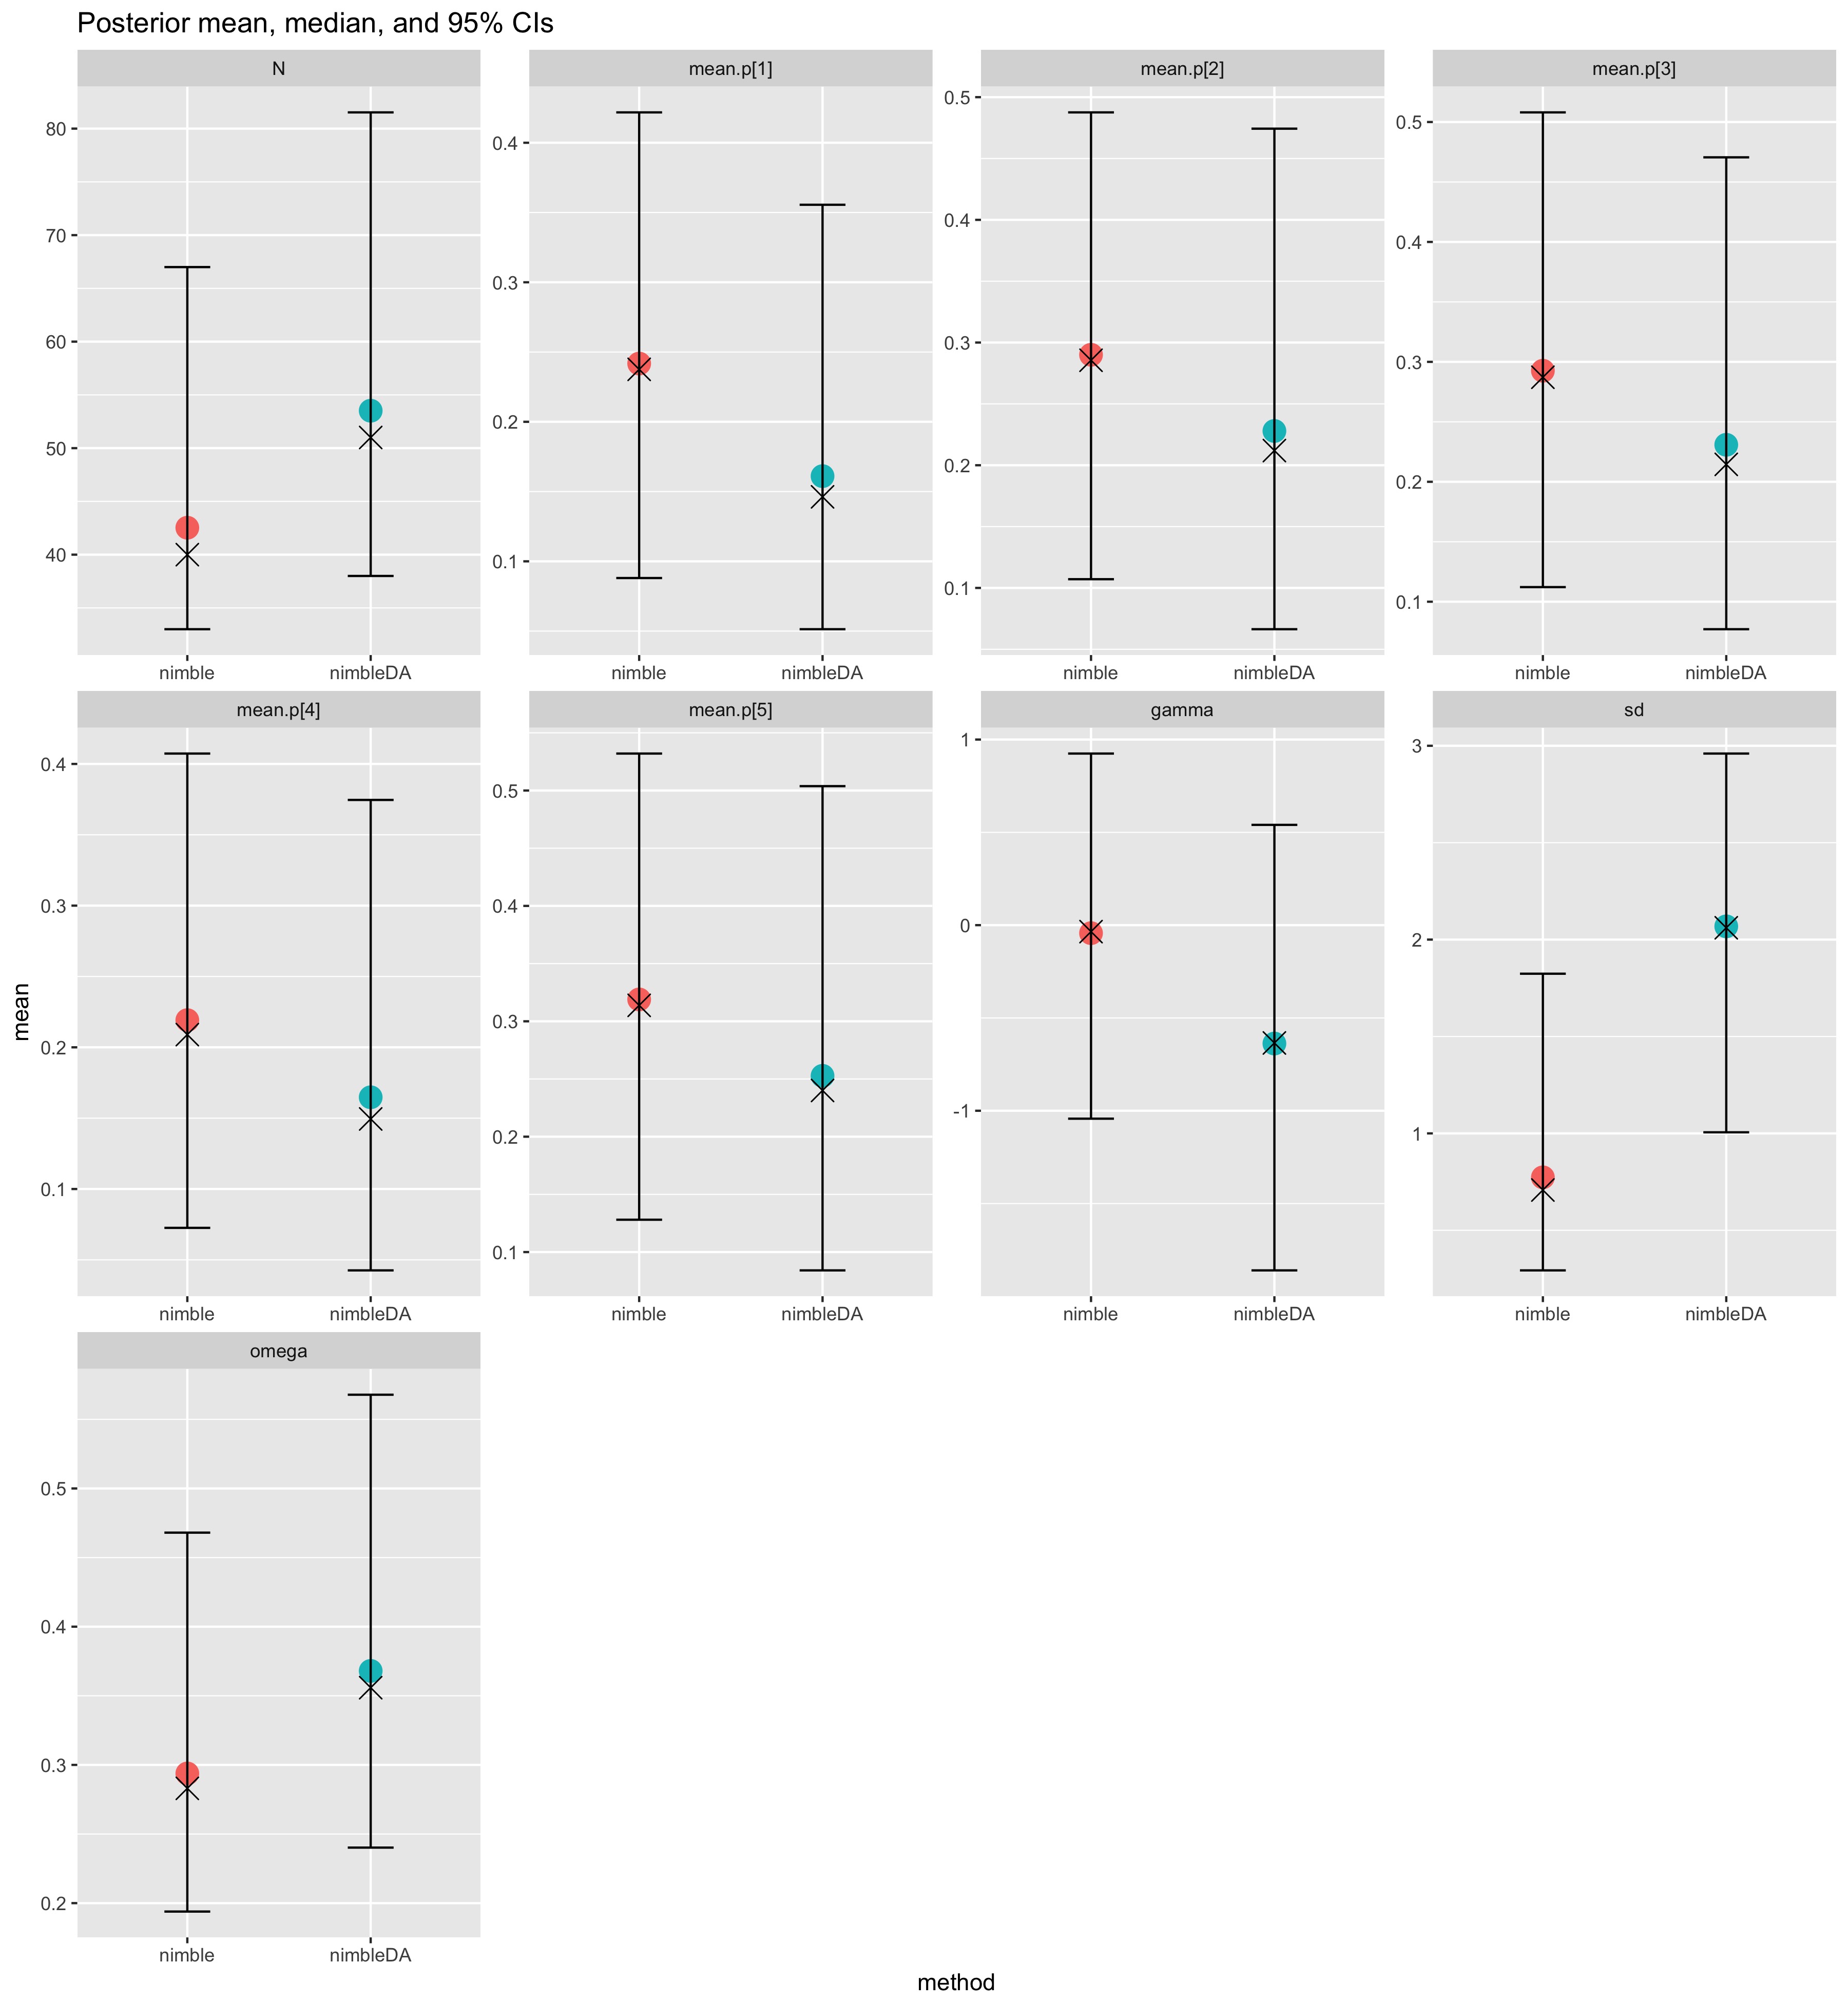 Posterior mean, median, and 95% CIs
N
mean.p[1]
mean.p[2]
mean.p[3]
80
70
60
50
40
0.4
0.3
0.2
0.1
0.5
0.4
0.3
0.2
0.1
0.5
0.4
0.3
0.2
0.1
nimble nimbleDA
nimble nimbleDA
nimble nimbleDA
nimble nimbleDA
mean.p[4]
mean.p[5]
gamma
sd
0.4
0.3
0.2
0.1
0.5
0.4
0.3
0.2
0.1
1
0
-1
3
2
1
nimble nimbleDA
nimble nimbleDA
nimble nimbleDA
nimble nimbleDA
omega
0.5
0.4
0.3
0.2
nimble nimbleDA
mean
method